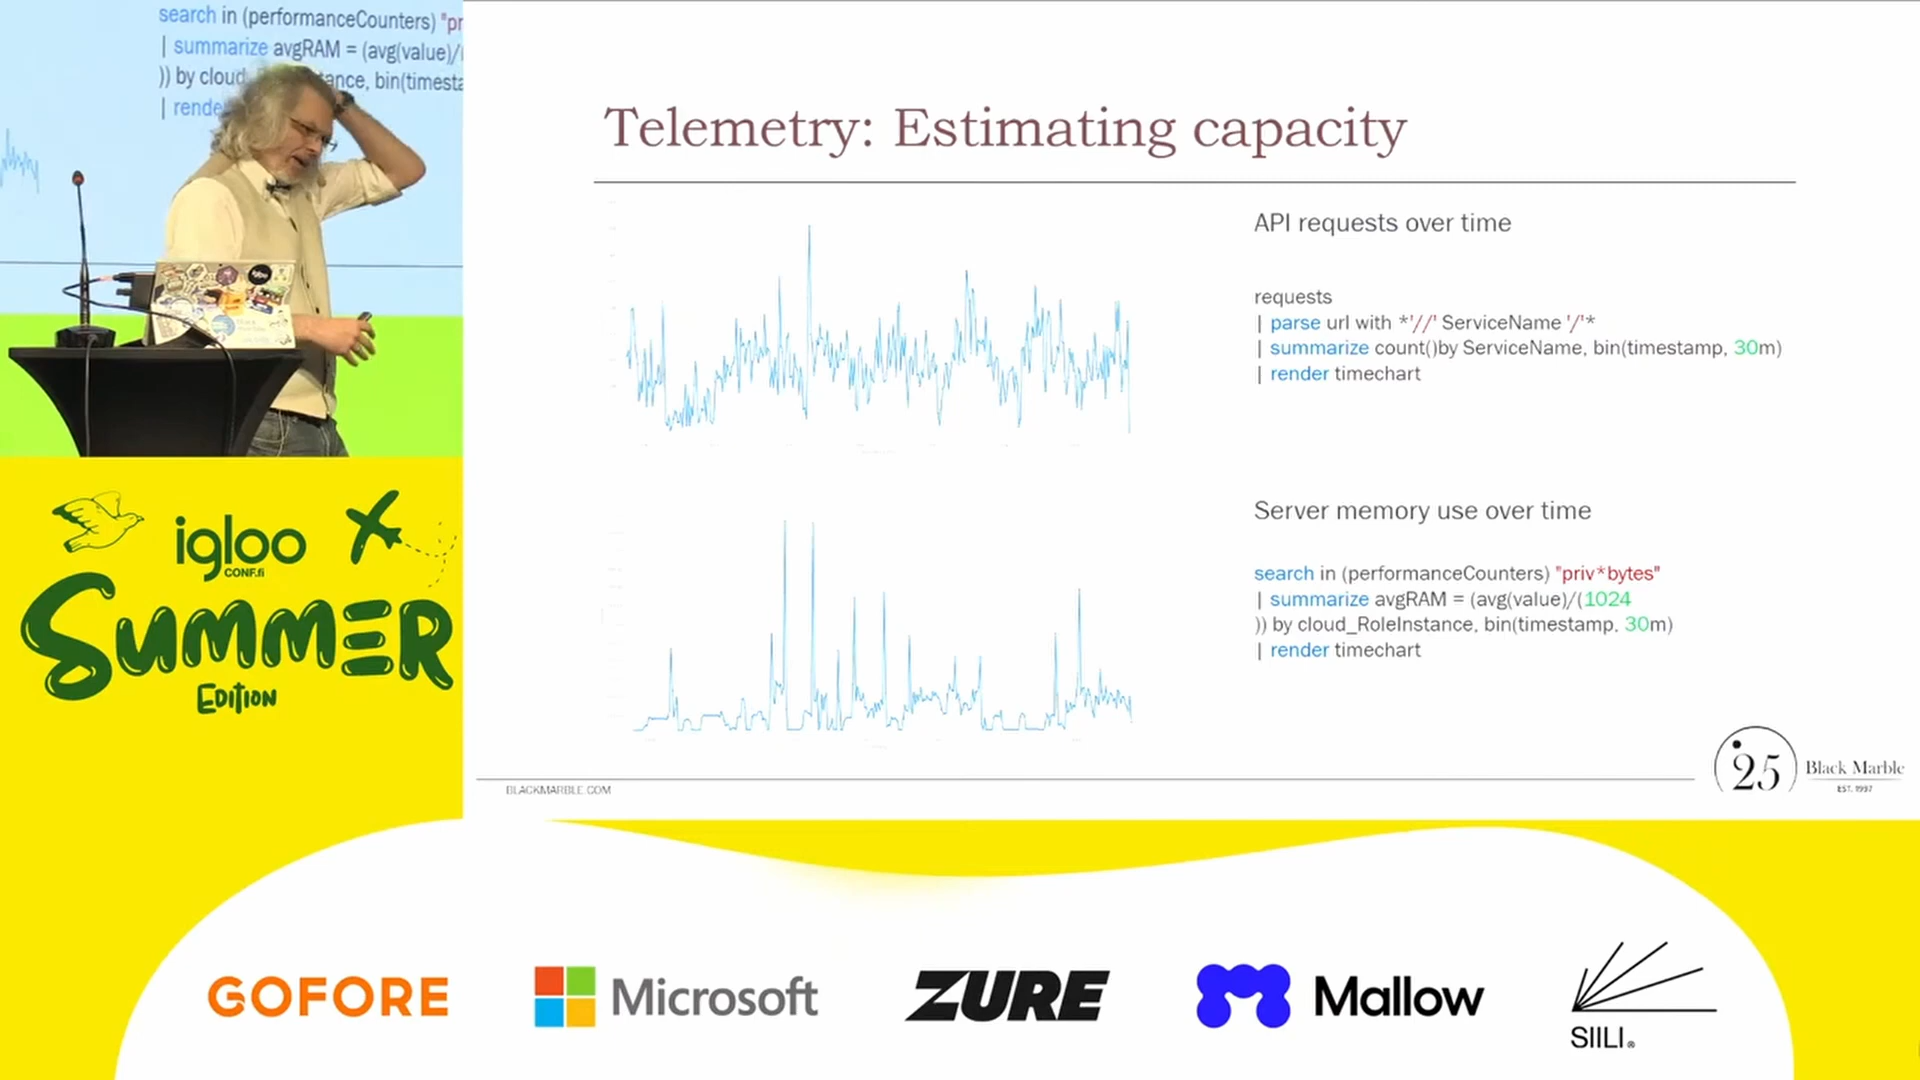 search in (performanceCounters) "pr
| summarize avgRAM = (avg(value)/
)) by cloud ance, bin(timesta
| rende
Telemetry: Estimating capacity
API requests over time
requests
| parse url with *'//' ServiceName '/'*
| summarize count()by ServiceName, bin(timestamp, 30m)
| render timechart
Server memory use over time
search in (performanceCounters) "priv*bytes"
| summarize avgRAM = (avg(value)/(1024
)) by cloud_RoleInstance, bin(timestamp, 30m)
| render timechart
BLACKMARBLE.COM
25 Black Marble
EST. 1997
igloo
CONF.fi
SUMMER
EDITION
GOFORE
Microsoft
ZURE
Mallow
SIILI®